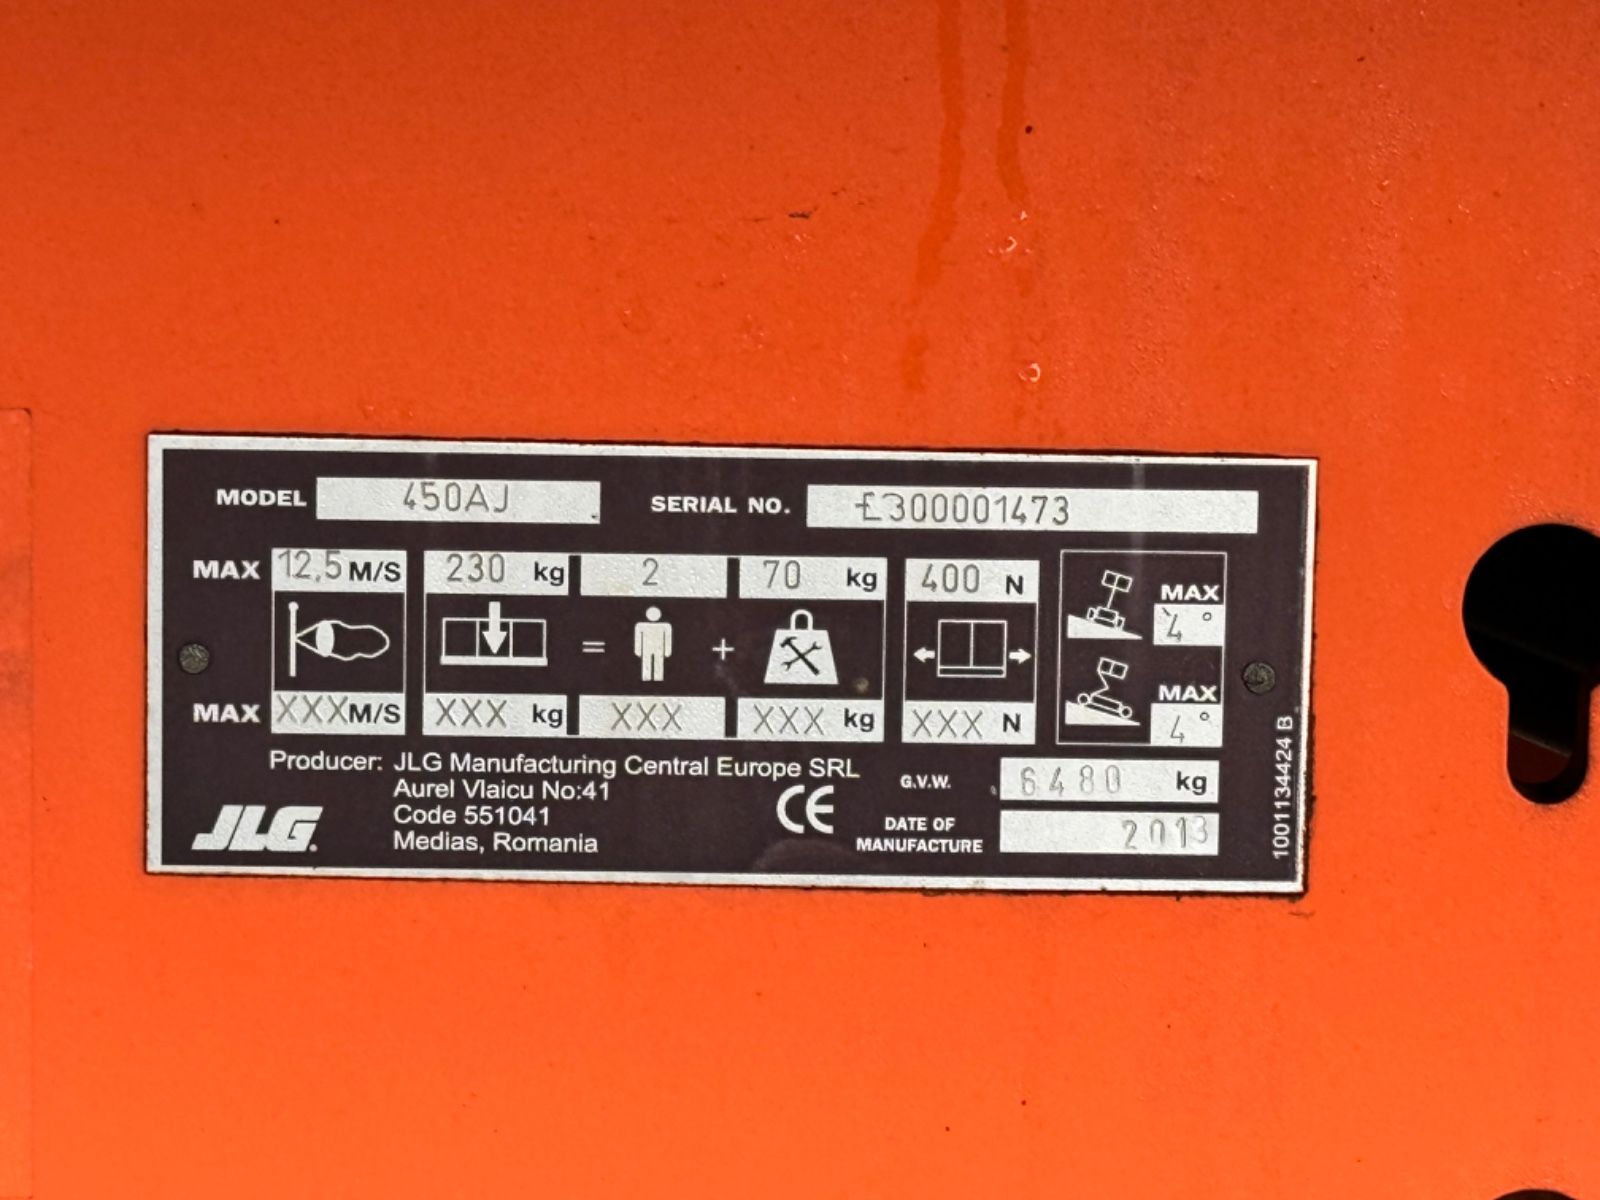 MODEL 450AJ SERIAL NO. E300001473
MAX 12,5 M/S 230 kg 2 70 kg 400 N MAX 4°
= +
MAX XXX M/S XXX kg XXX XXX kg XXX N MAX 4°
Producer: JLG Manufacturing Central Europe SRL
Aurel Vlaicu No:41
Code 551041
Medias, Romania
JLG.
CE
G.V.W. 6480 kg
DATE OF MANUFACTURE 2013
1001134424 B